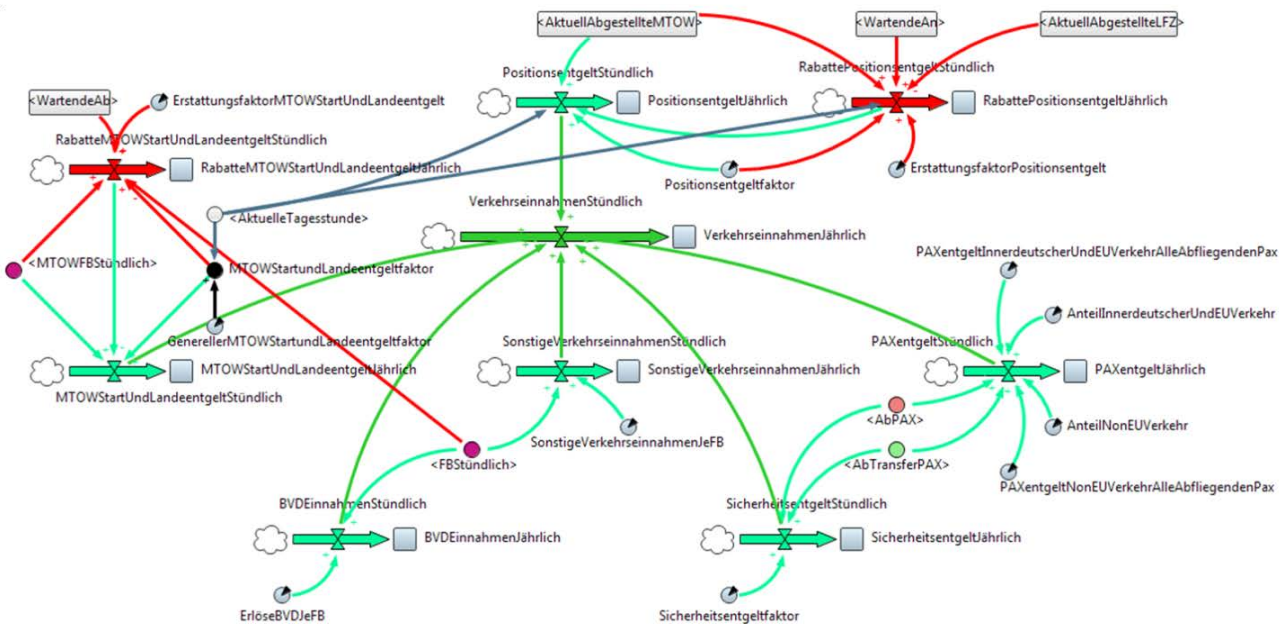 <AktuellAbgestellteMTOW>
<WartendeAn>
<AktuellAbgestellteLFZ>
PositionsentgeltStündlich
RabattePositionsentgeltStündlich
<WartendeAb>
ErstattungsfaktorMTOWStartUndLandeentgelt
PositionsentgeltJährlich
RabattePositionsentgeltJährlich
RabatteMTOWStartUndLandeentgeltStündlich
RabatteMTOWStartUndLandeentgeltJährlich
Positionsentgeltfaktor
ErstattungsfaktorPositionsentgelt
VerkehrseinnahmenStündlich
<AktuelleTagesstunde>
VerkehrseinnahmenJährlich
PAXentgeltInnerdeutscherUndEUVerkehrAlleAbfliegendenPax
<MTOWFBStündlich>
MTOWStartundLandeentgeltfaktor
AnteilInnerdeutscherUndEUVerkehr
GenerellerMTOWStartundLandeentgeltfaktor
SonstigeVerkehrseinnahmenStündlich
PAXentgeltStündlich
MTOWStartUndLandeentgeltJährlich
SonstigeVerkehrseinnahmenJährlich
PAXentgeltJährlich
MTOWStartUndLandeentgeltStündlich
<AbPAX>
AnteilNonEUVerkehr
SonstigeVerkehrseinnahmenJeFB
<FBStündlich>
<AbTransferPAX>
PAXentgeltNonEUVerkehrAlleAbfliegendenPax
BVDEinnahmenStündlich
SicherheitsentgeltStündlich
BVDEinnahmenJährlich
SicherheitsentgeltJährlich
ErlöseBVDJeFB
Sicherheitsentgeltfaktor